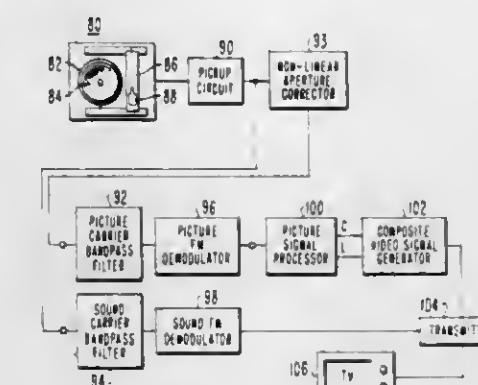 80
82
84
86
88
90
PICKUP
CIRCUIT
93
NON-LINEAR
APERTURE
CORRECTOR
92
PICTURE
CARRIER
BANDPASS
FILTER
96
PICTURE
FM
DEMODULATOR
100
PICTURE
SIGNAL
PROCESSOR
C
L
102
COMPOSITE
VIDEO SIGNAL
GENERATOR
SOUND
CARRIER
BANDPASS
FILTER
94
98
SOUND FM
DEMODULATOR
104
TRANSMIT
106
TV